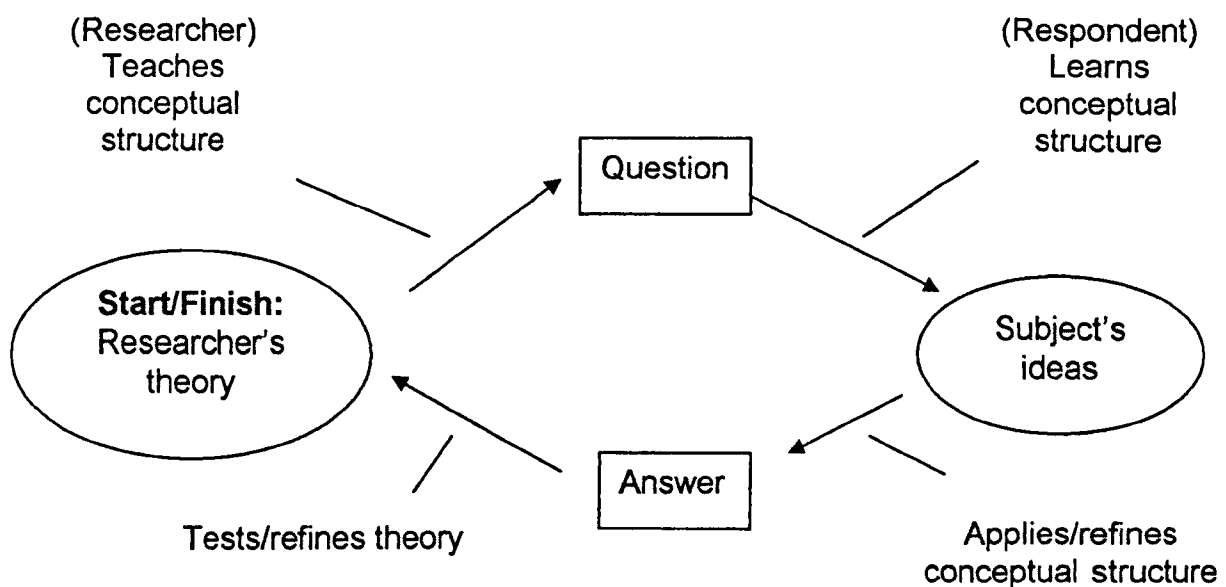 (Researcher)
Teaches
conceptual
structure
(Respondent)
Learns
conceptual
structure
Question
Start/Finish:
Researcher's
theory
Subject's
ideas
Answer
Tests/refines theory
Applies/refines
conceptual structure